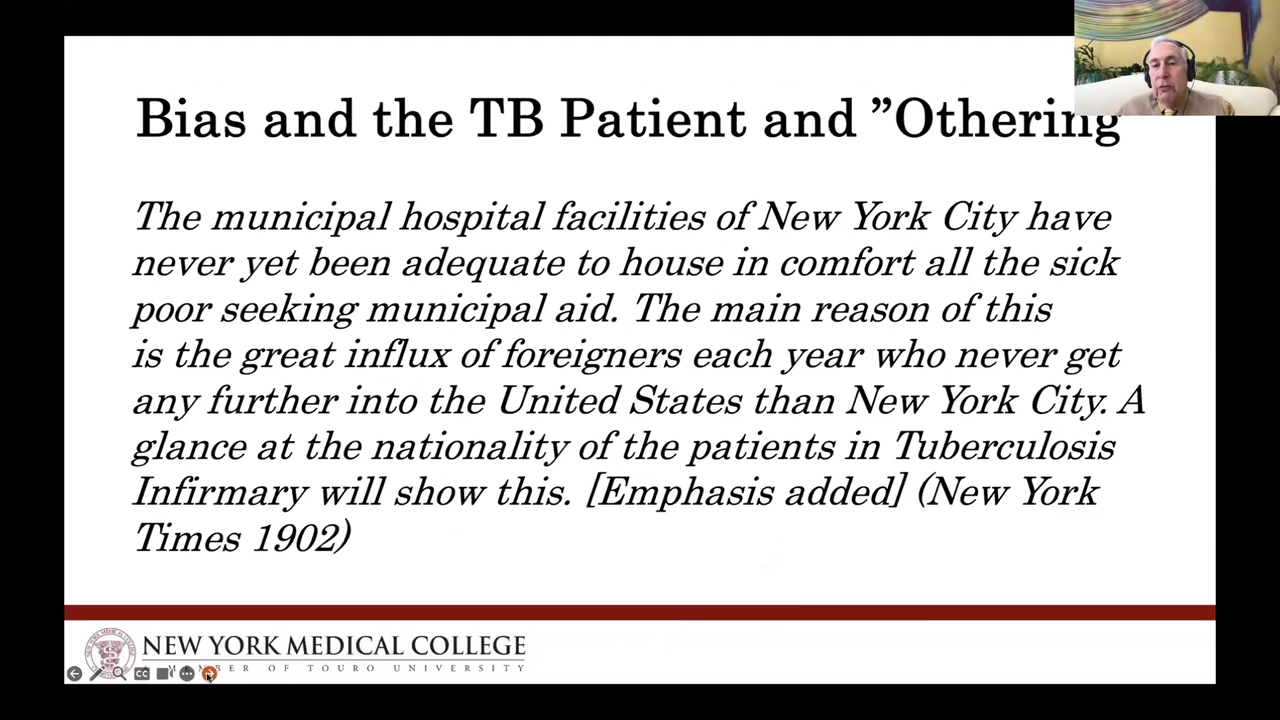 Bias and the TB Patient and ”Othering
The municipal hospital facilities of New York City have
never yet been adequate to house in comfort all the sick
poor seeking municipal aid. The main reason of this
is the great influx of foreigners each year who never get
any further into the United States than New York City. A
glance at the nationality of the patients in Tuberculosis
Infirmary will show this. [Emphasis added] (New York
Times 1902)
NEW YORK MEDICAL COLLEGE
MEMBER OF TOURO UNIVERSITY
CC